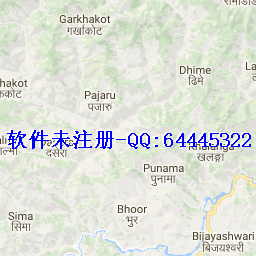 Garkhakot
गर्खाकोट
Dhime
ढिमे
Pajaru
पजारु
软件未注册-QQ:64445322
दसेरा
खलङ्गा
Punama
पुनामा
Sima
सिमा
Bhoor
भुर
Bijayashwari
बिजयश्वरी